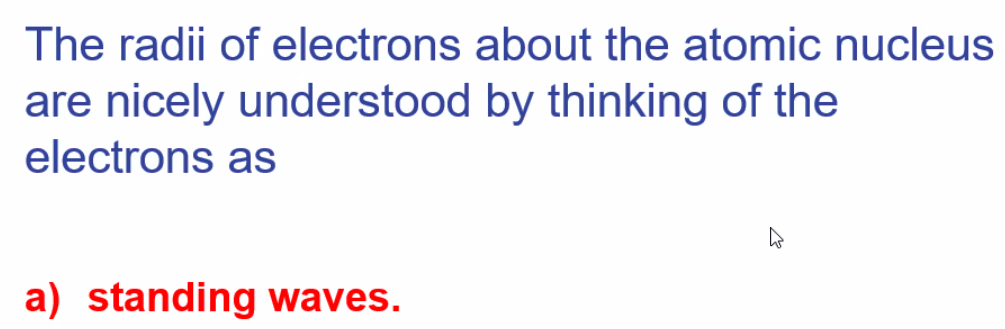 The radii of electrons about the atomic nucleus
are nicely understood by thinking of the
electrons as
a) standing waves.